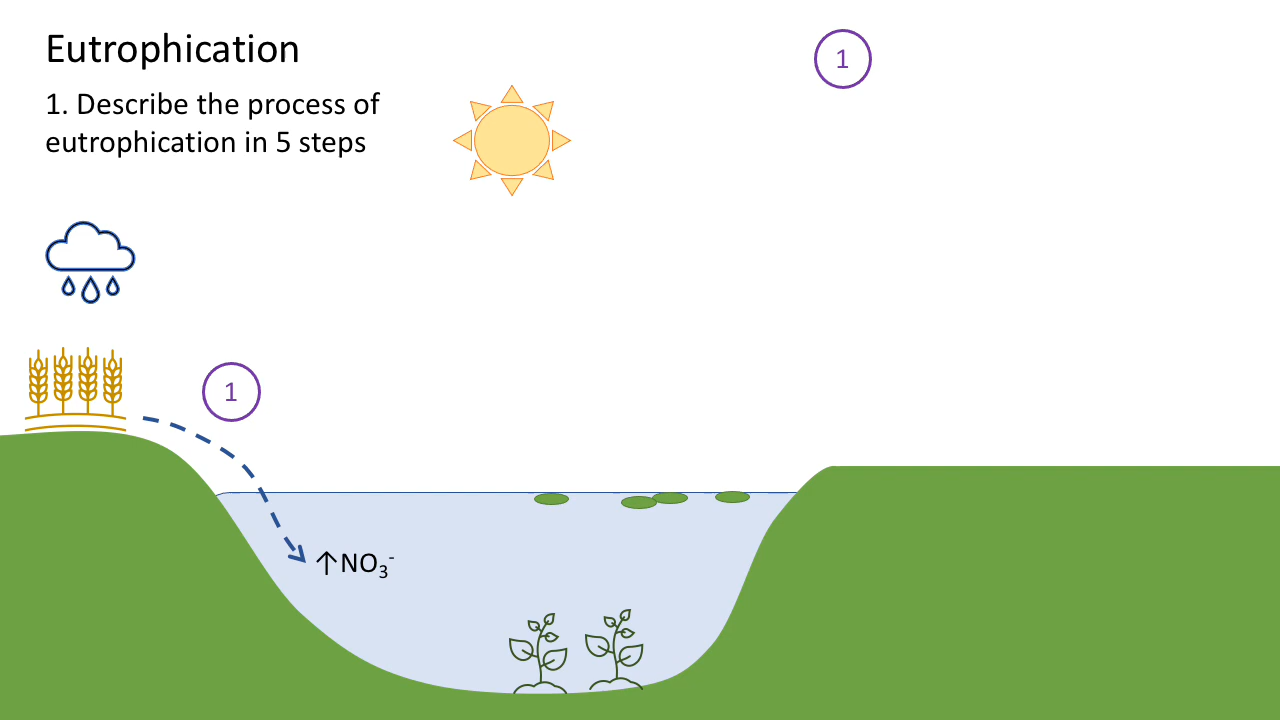 Eutrophication
1. Describe the process of
eutrophication in 5 steps
1
1
↑NO₃⁻